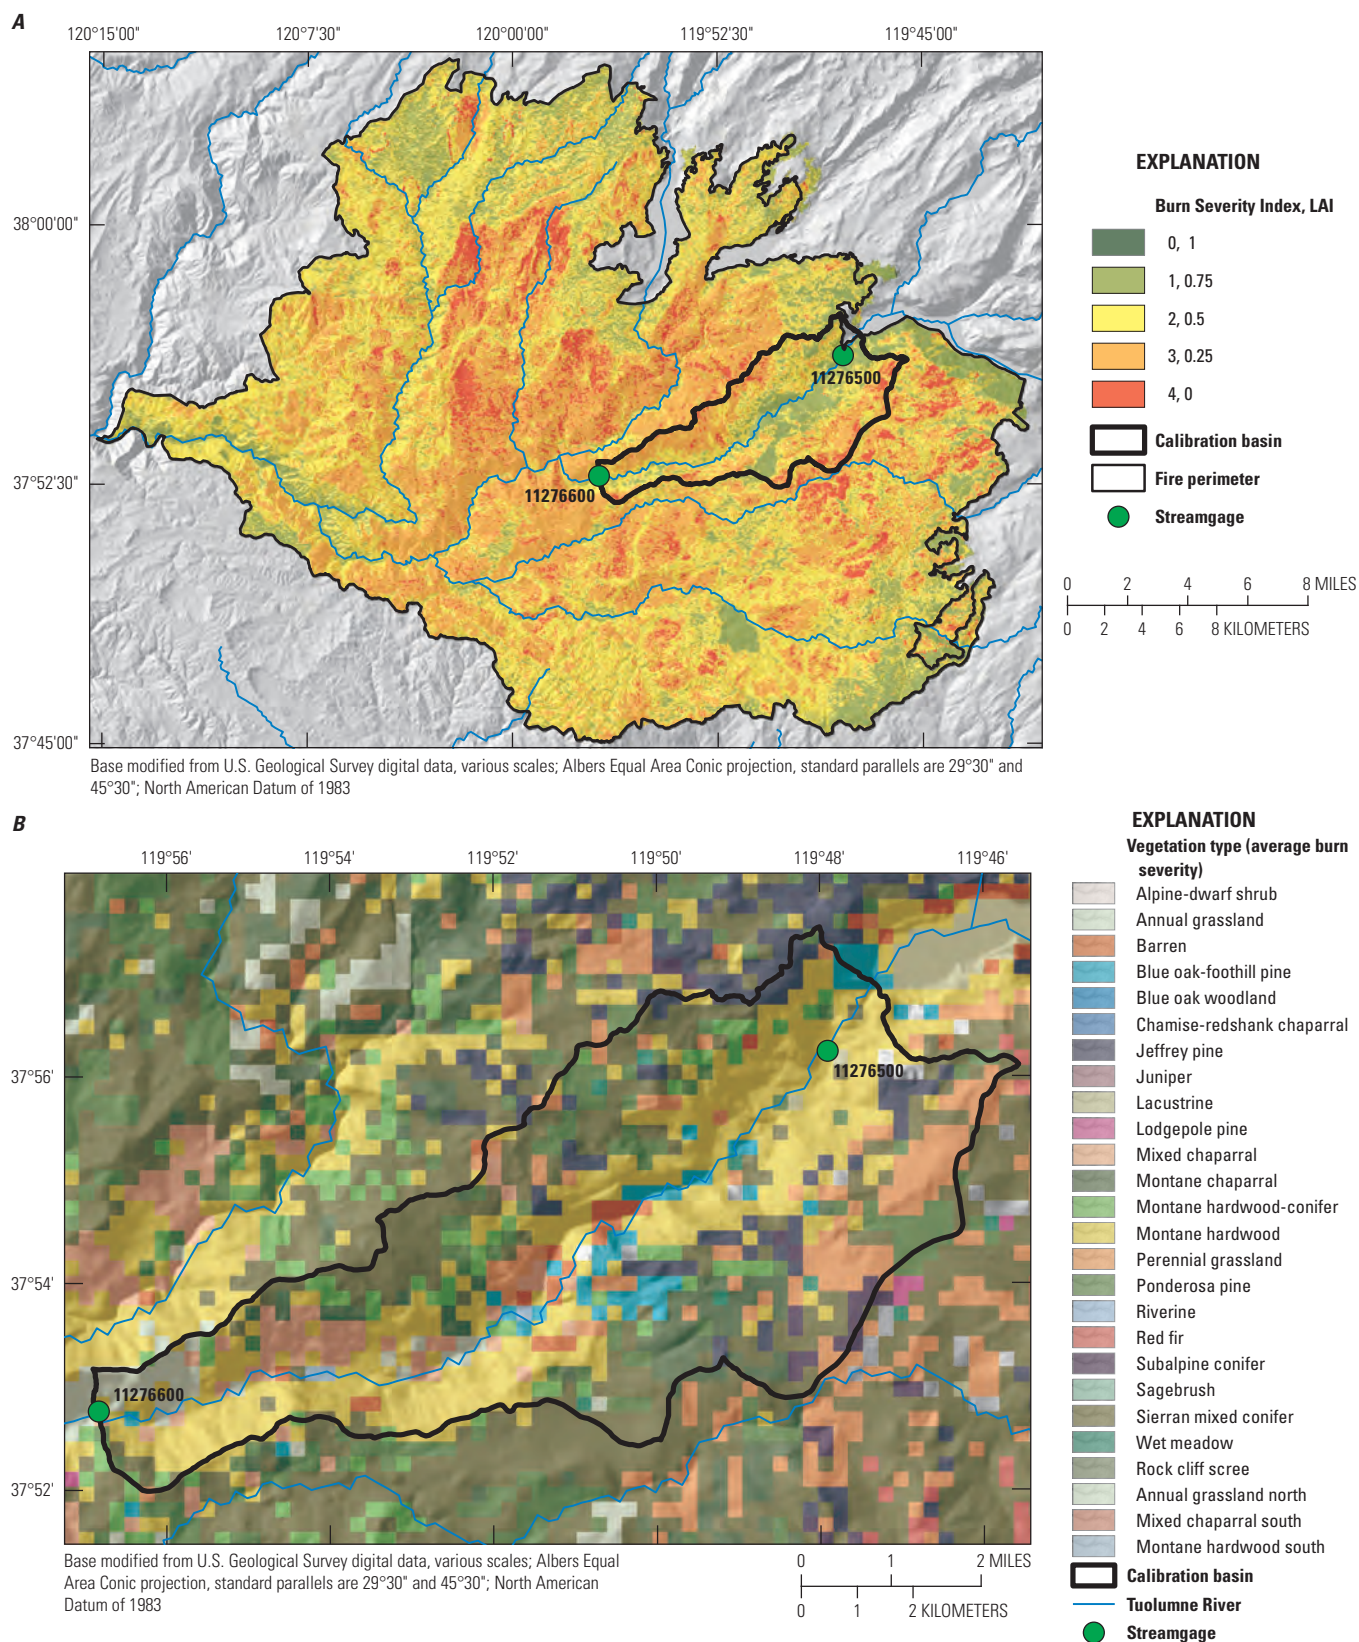 A
120°15'00" 120°7'30" 120°00'00" 119°52'30" 119°45'00"
38°00'00"
37°52'30"
37°45'00"
11276500
11276600
EXPLANATION
Burn Severity Index, LAI
0, 1
1, 0.75
2, 0.5
3, 0.25
4, 0
Calibration basin
Fire perimeter
Streamgage
0 2 4 6 8 MILES
0 2 4 6 8 KILOMETERS
Base modified from U.S. Geological Survey digital data, various scales; Albers Equal Area Conic projection, standard parallels are 29°30" and
45°30"; North American Datum of 1983
B
119°56' 119°54' 119°52' 119°50' 119°48' 119°46'
37°56'
37°54'
37°52'
11276500
11276600
EXPLANATION
Vegetation type (average burn
severity)
Alpine-dwarf shrub
Annual grassland
Barren
Blue oak-foothill pine
Blue oak woodland
Chamise-redshank chaparral
Jeffrey pine
Juniper
Lacustrine
Lodgepole pine
Mixed chaparral
Montane chaparral
Montane hardwood-conifer
Montane hardwood
Perennial grassland
Ponderosa pine
Riverine
Red fir
Subalpine conifer
Sagebrush
Sierran mixed conifer
Wet meadow
Rock cliff scree
Annual grassland north
Mixed chaparral south
Montane hardwood south
Calibration basin
Tuolumne River
Streamgage
Base modified from U.S. Geological Survey digital data, various scales; Albers Equal
Area Conic projection, standard parallels are 29°30" and 45°30"; North American
Datum of 1983
0 1 2 MILES
0 1 2 KILOMETERS